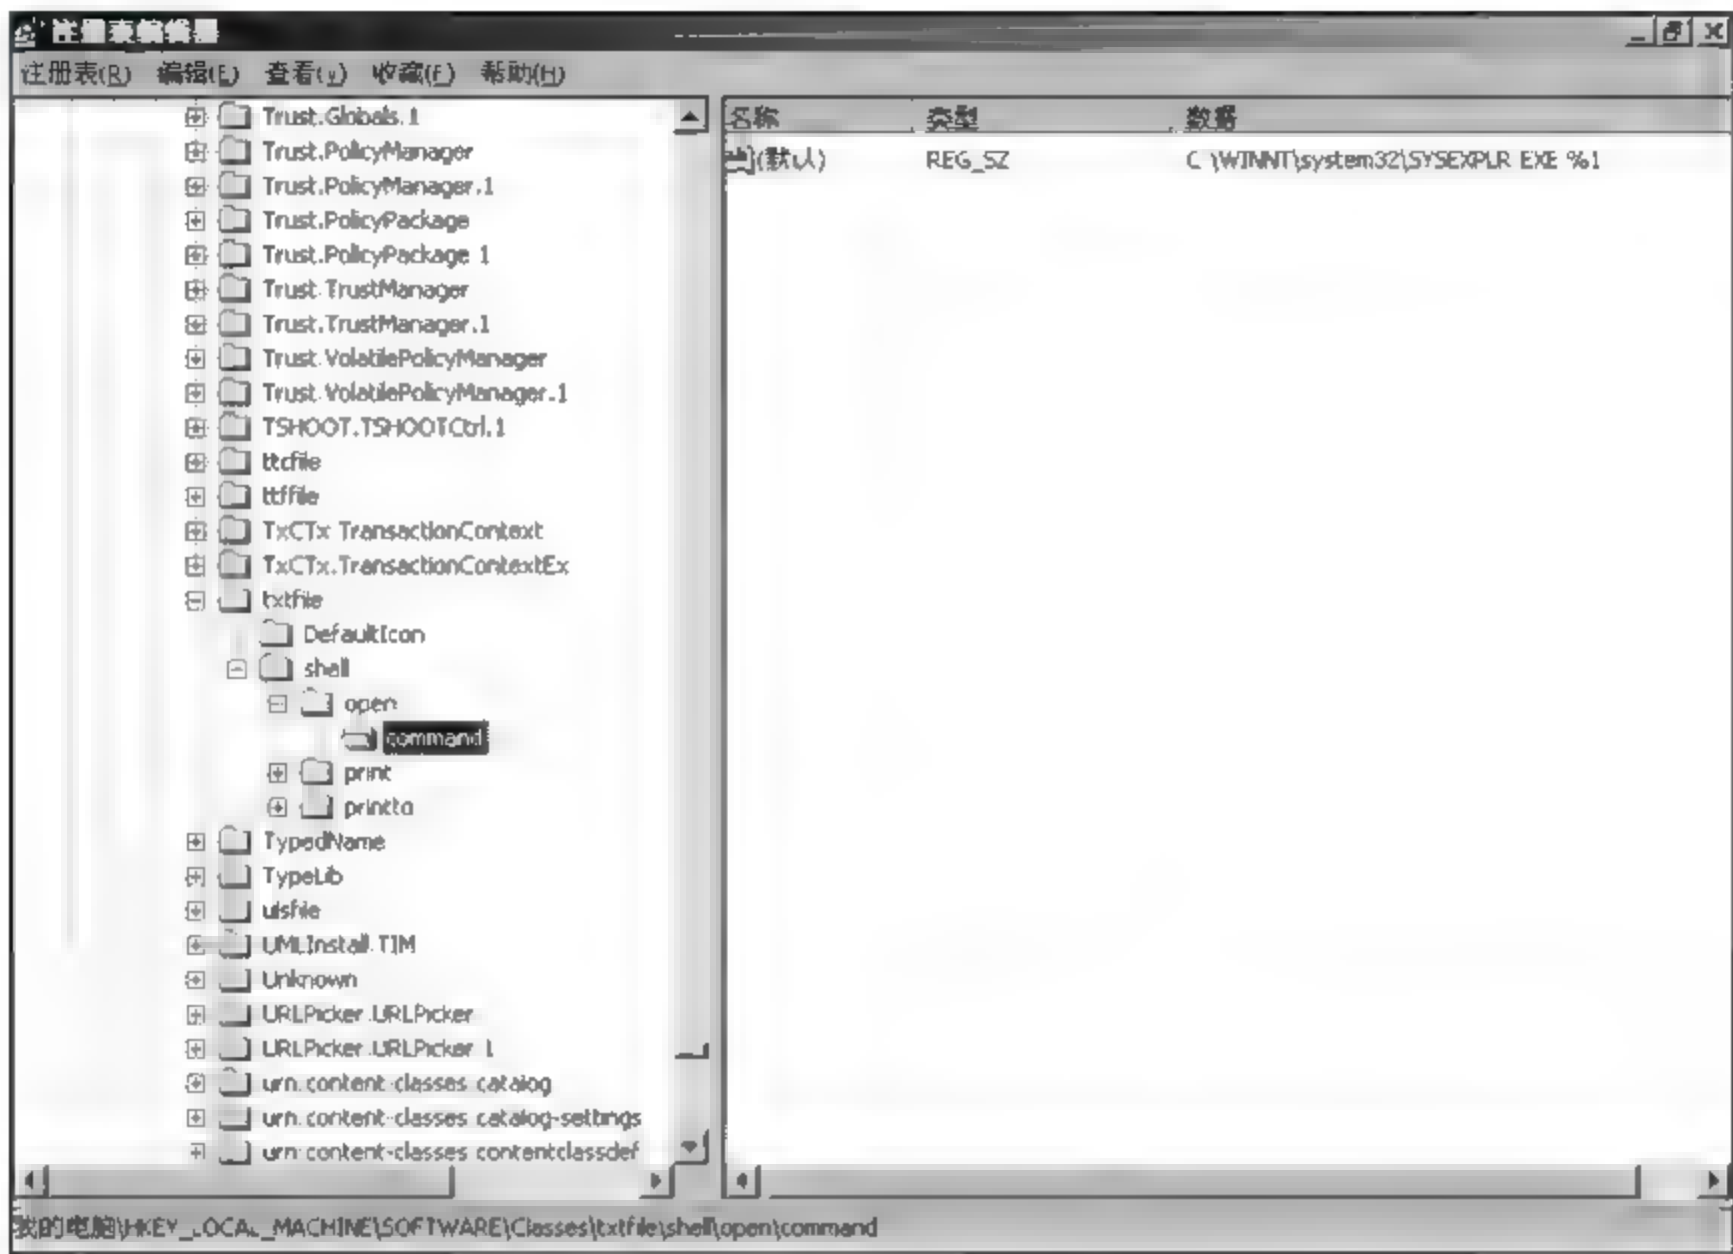 注册表编辑器
注册表(R) 编辑(E) 查看(V) 收藏(F) 帮助(H)
Trust.Globals.1
Trust.PolicyManager
Trust.PolicyManager.1
Trust.PolicyPackage
Trust.PolicyPackage 1
Trust.TrustManager
Trust.TrustManager.1
Trust.VolatilePolicyManager
Trust.VolatilePolicyManager.1
TSHOOT.TSHOOTCtrl.1
ttcfile
ttffile
TxCTx TransactionContext
TxCTx.TransactionContextEx
txtfile
DefaultIcon
shell
open
command
print
printto
TypedName
TypeLib
ulsfile
UMLInstall.TIM
Unknown
URLPicker.URLPicker
URLPicker.URLPicker 1
urn content-classes catalog
urn content-classes catalog-settings
urn content-classes contentclassdef
名称 类型 数据
(默认) REG_SZ C \WINNT\system32\SYSEXPLR EXE %1
我的电脑\HKEY_LOCAL_MACHINE\SOFTWARE\Classes\txtfile\shell\open\command